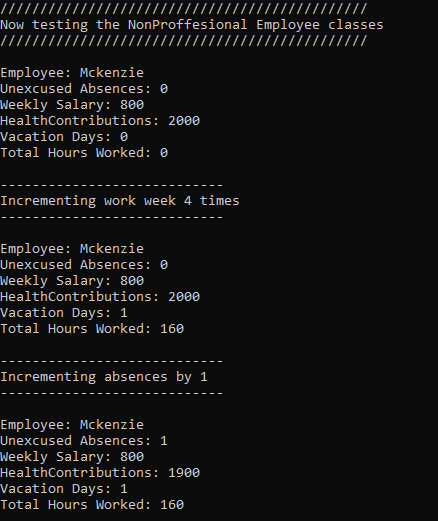 //////////////////////////////////////////////
Now testing the NonProffesional Employee classes
//////////////////////////////////////////////
Employee: Mckenzie
Unexcused Absences: 0
Weekly Salary: 800
HealthContributions: 2000
Vacation Days: 0
Total Hours Worked: 0
----------------------------
Incrementing work week 4 times
----------------------------
Employee: Mckenzie
Unexcused Absences: 0
Weekly Salary: 800
HealthContributions: 2000
Vacation Days: 1
Total Hours Worked: 160
----------------------------
Incrementing absences by 1
----------------------------
Employee: Mckenzie
Unexcused Absences: 1
Weekly Salary: 800
HealthContributions: 1900
Vacation Days: 1
Total Hours Worked: 160